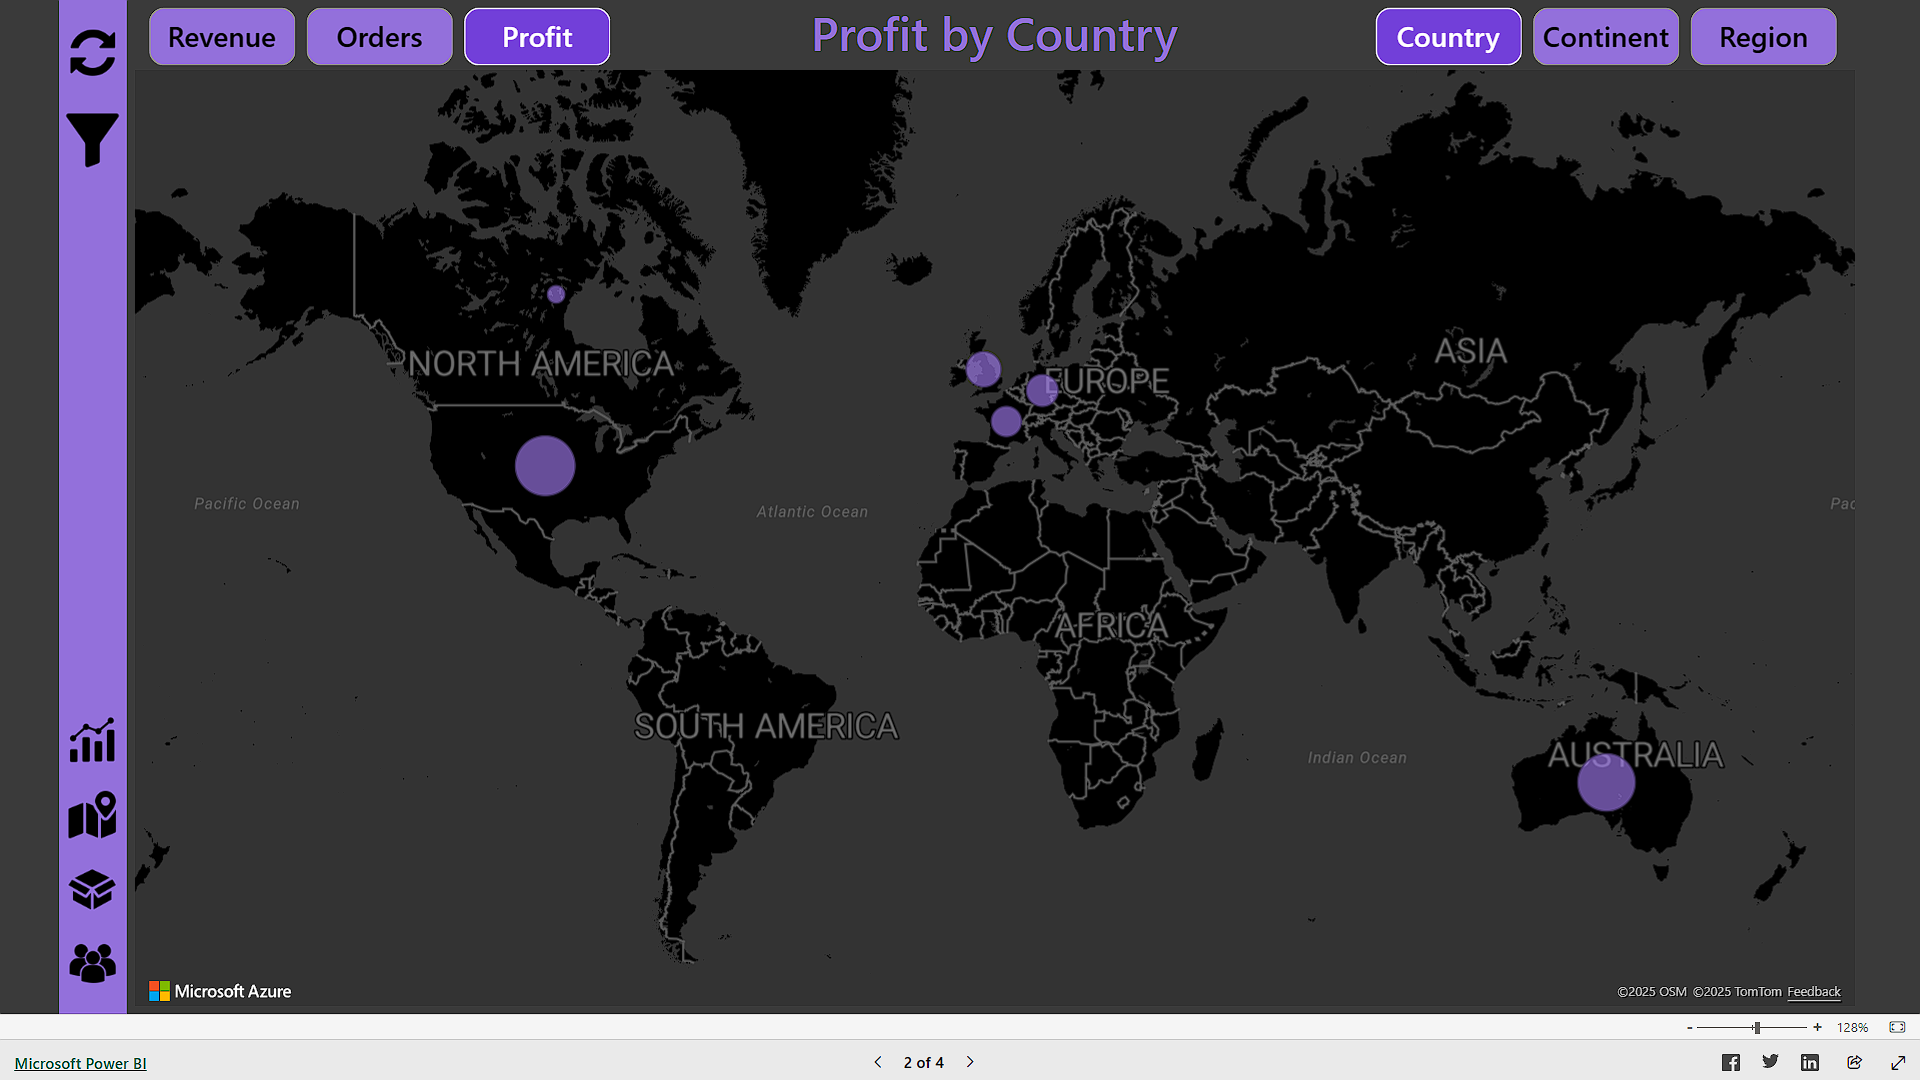 Revenue
Orders
Profit
Profit by Country
Country
Continent
Region
NORTH AMERICA
EUROPE
ASIA
Pacific Ocean
Atlantic Ocean
Pac
AFRICA
SOUTH AMERICA
Indian Ocean
AUSTRALIA
Microsoft Azure
©2025 OSM ©2025 TomTom Feedback
- + 128%
Microsoft Power BI
2 of 4